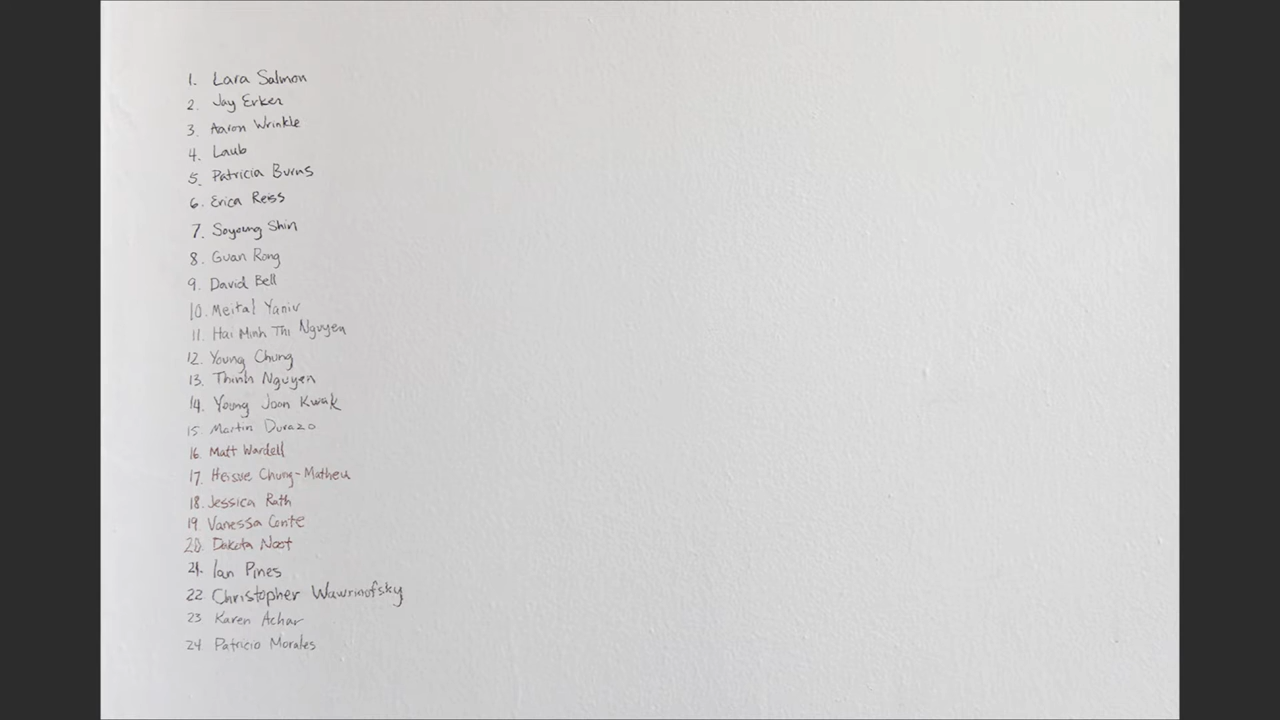 1. Lara Salmon
2. Jay Erker
3. Aaron Wrinkle
4. Laub
5. Patricia Burns
6. Erica Reiss
7. Soyoung Shin
8. Guan Rong
9. David Bell
10. Meital Yaniv
11. Hai Minh Thi Nguyen
12. Young Chung
13. Thinh Nguyen
14. Young Joon Kwak
15. Martin Durazo
16. Matt Wardell
17. Heisue Chung-Matheu
18. Jessica Rath
19. Vanessa Conte
20. Dakota Noot
21. Ian Pines
22 Christopher Wawrinofsky
23 Karen Achar
24 Patricio Morales